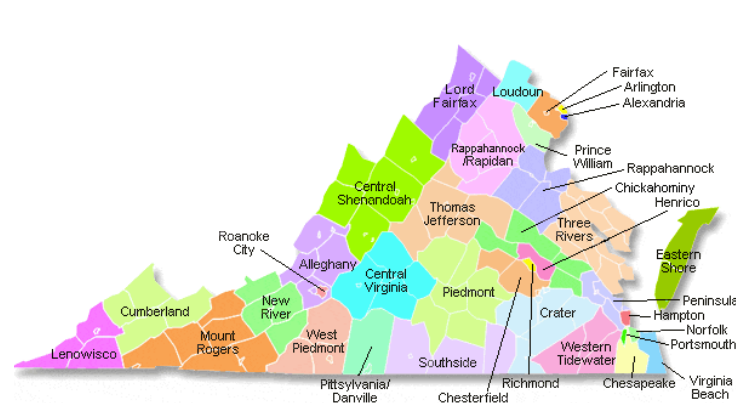 Fairfax
Arlington
Alexandria
Lord
Fairfax
Loudoun
Rappahannock
/Rapidan
Prince
William
Rappahannock
Chickahominy
Henrico
Central
Shenandoah
Thomas
Jefferson
Three
Rivers
Roanoke
City
Alleghany
Eastern
Shore
Central
Virginia
Piedmont
Peninsula
Cumberland
New
River
Crater
Hampton
Norfolk
Portsmouth
Mount
Rogers
West
Piedmont
Lenowisco
Southside
Western
Tidewater
Pittsylvania/
Danville
Chesterfield
Richmond
Chesapeake
Virginia
Beach